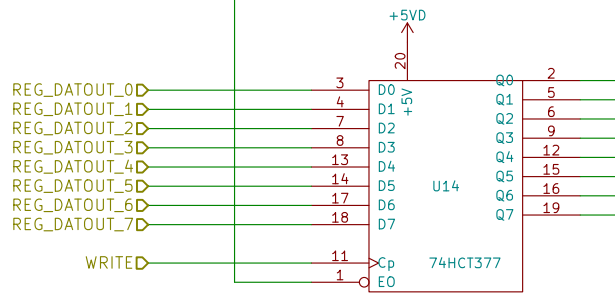 +5VD
20
+5V
REG_DATOUT_0 3 D0 Q0 2
REG_DATOUT_1 4 D1 Q1 5
REG_DATOUT_2 7 D2 Q2 6
REG_DATOUT_3 8 D3 Q3 9
REG_DATOUT_4 13 D4 Q4 12
REG_DATOUT_5 14 D5 U14 Q5 15
REG_DATOUT_6 17 D6 Q6 16
REG_DATOUT_7 18 D7 Q7 19
WRITE 11 Cp 74HCT377
1 EO